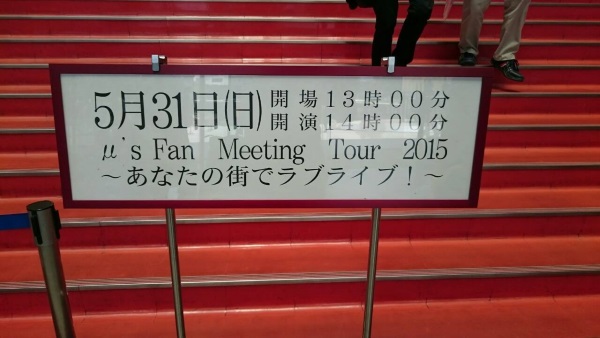 5月31日(日) 開場13時00分
開演14時00分
μ's Fan Meeting Tour 2015
～あなたの街でラブライブ！～